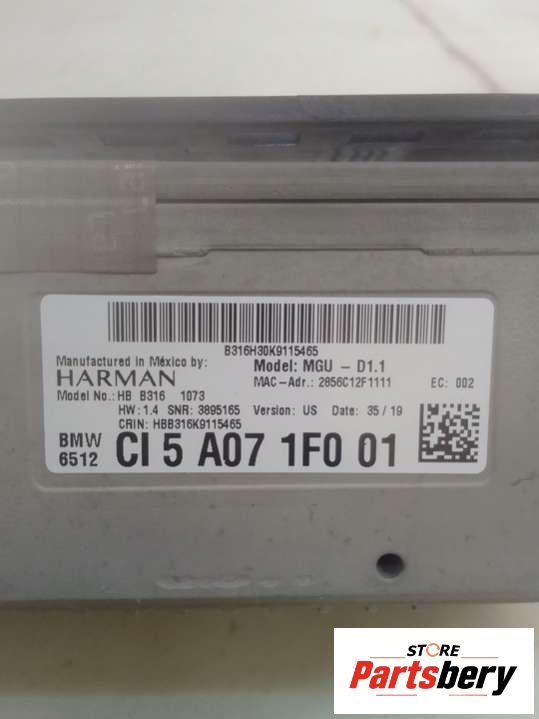 B316H30K9115465
Manufactured in México by:
HARMAN
Model: MGU - D1.1
MAC-Adr.: 2856C12F1111
EC: 002
Model No.: HB B316 1073
HW: 1.4 SNR: 3895165 Version: US Date: 35/19
CRIN: HBB316K9115465
BMW
6512
CI 5 A07 1F0 01
STORE
Partsbery